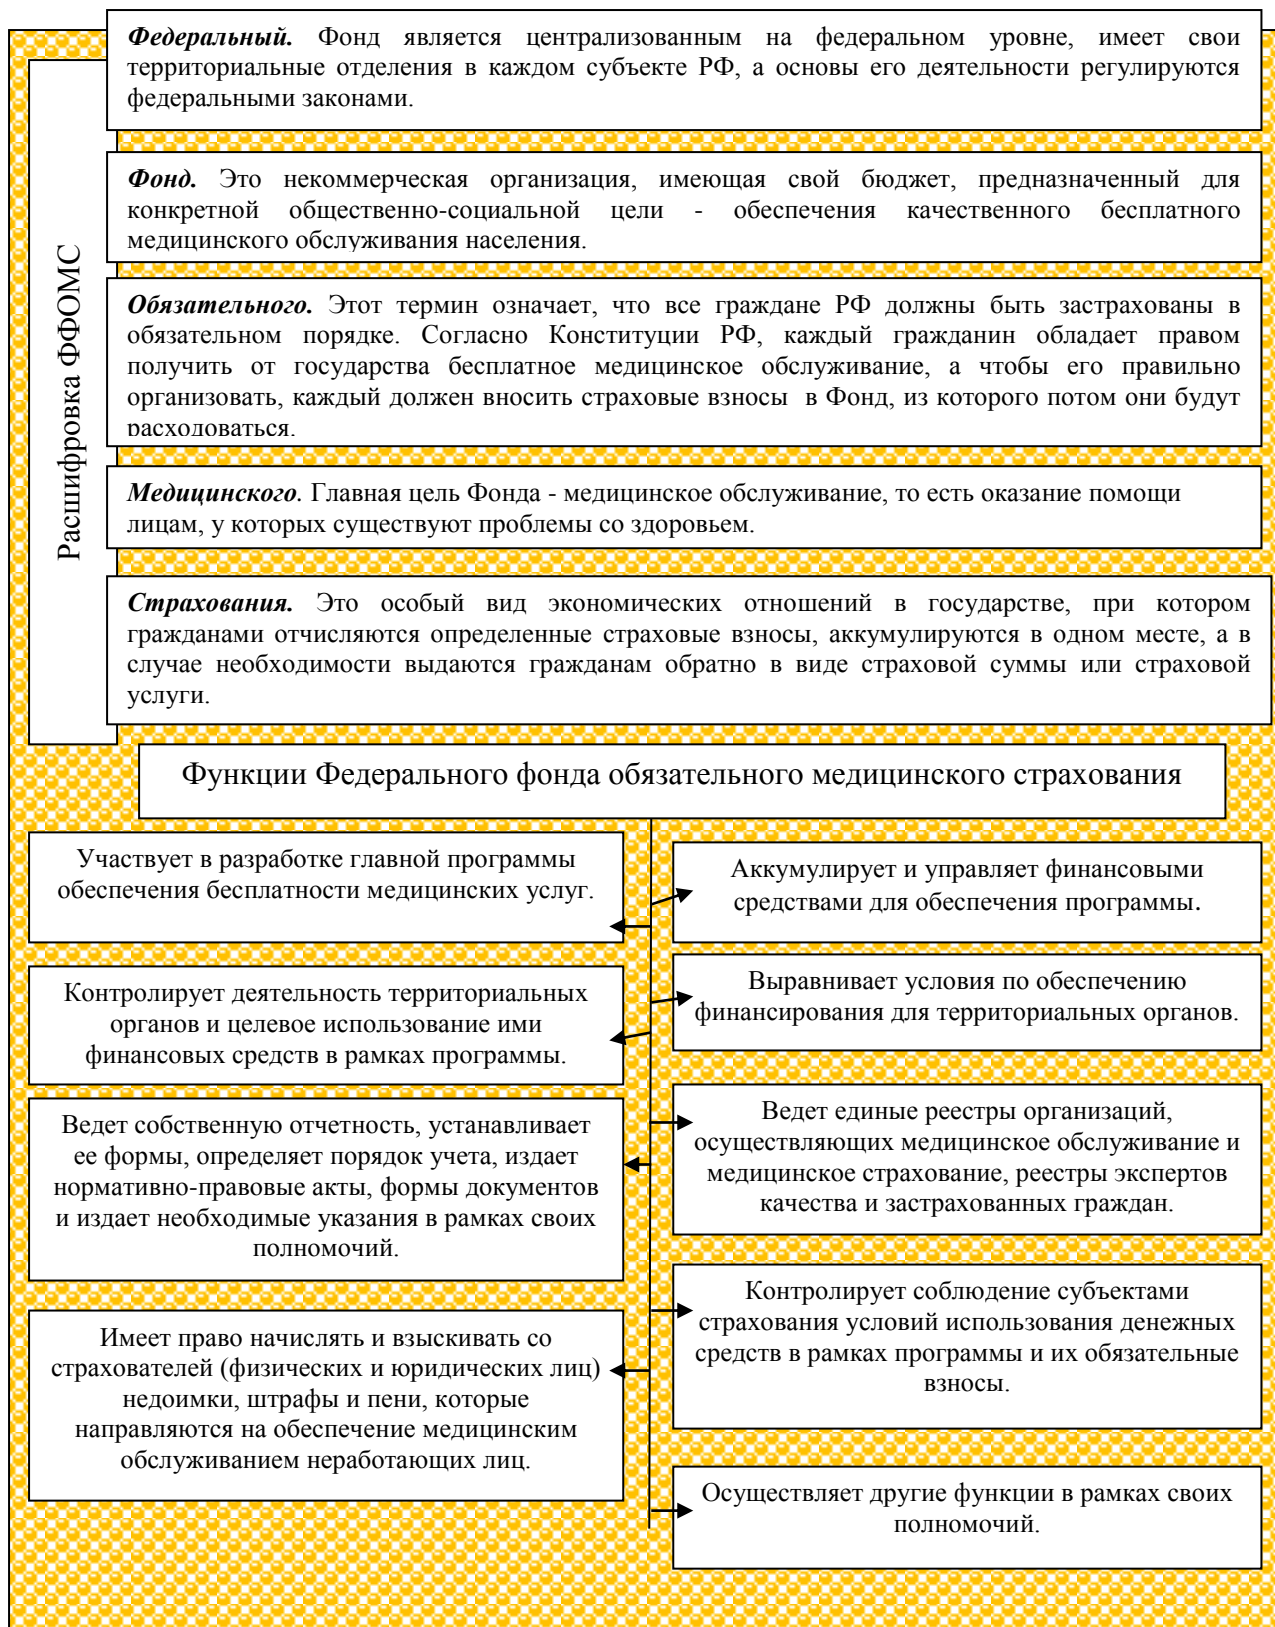 Расшифровка ФФОМС
Федеральный. Фонд является централизованным на федеральном уровне, имеет свои
территориальные отделения в каждом субъекте РФ, а основы его деятельности регулируются
федеральными законами.
Фонд. Это некоммерческая организация, имеющая свой бюджет, предназначенный для
конкретной общественно-социальной цели - обеспечения качественного бесплатного
медицинского обслуживания населения.
Обязательного. Этот термин означает, что все граждане РФ должны быть застрахованы в
обязательном порядке. Согласно Конституции РФ, каждый гражданин обладает правом
получить от государства бесплатное медицинское обслуживание, а чтобы его правильно
организовать, каждый должен вносить страховые взносы в Фонд, из которого потом они будут
расходоваться.
Медицинского. Главная цель Фонда - медицинское обслуживание, то есть оказание помощи
лицам, у которых существуют проблемы со здоровьем.
Страхования. Это особый вид экономических отношений в государстве, при котором
гражданами отчисляются определенные страховые взносы, аккумулируются в одном месте, а в
случае необходимости выдаются гражданам обратно в виде страховой суммы или страховой
услуги.
Функции Федерального фонда обязательного медицинского страхования
Участвует в разработке главной программы
обеспечения бесплатности медицинских услуг.
Аккумулирует и управляет финансовыми
средствами для обеспечения программы.
Контролирует деятельность территориальных
органов и целевое использование ими
финансовых средств в рамках программы.
Выравнивает условия по обеспечению
финансирования для территориальных органов.
Ведет собственную отчетность, устанавливает
ее формы, определяет порядок учета, издает
нормативно-правовые акты, формы документов
и издает необходимые указания в рамках своих
полномочий.
Ведет единые реестры организаций,
осуществляющих медицинское обслуживание и
медицинское страхование, реестры экспертов
качества и застрахованных граждан.
Имеет право начислять и взыскивать со
страхователей (физических и юридических лиц)
недоимки, штрафы и пени, которые
направляются на обеспечение медицинским
обслуживанием неработающих лиц.
Контролирует соблюдение субъектами
страхования условий использования денежных
средств в рамках программы и их обязательные
взносы.
Осуществляет другие функции в рамках своих
полномочий.